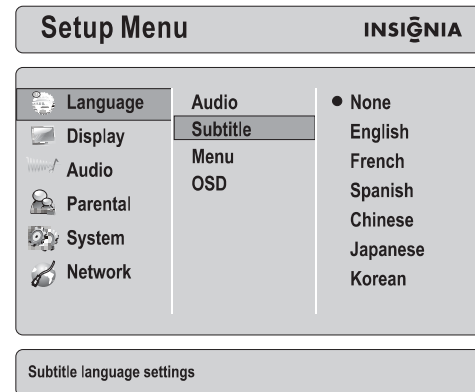 Setup Menu
INSIGNIA
Language
Display
Audio
Parental
System
Network
Audio
Subtitle
Menu
OSD
None
English
French
Spanish
Chinese
Japanese
Korean
Subtitle language settings